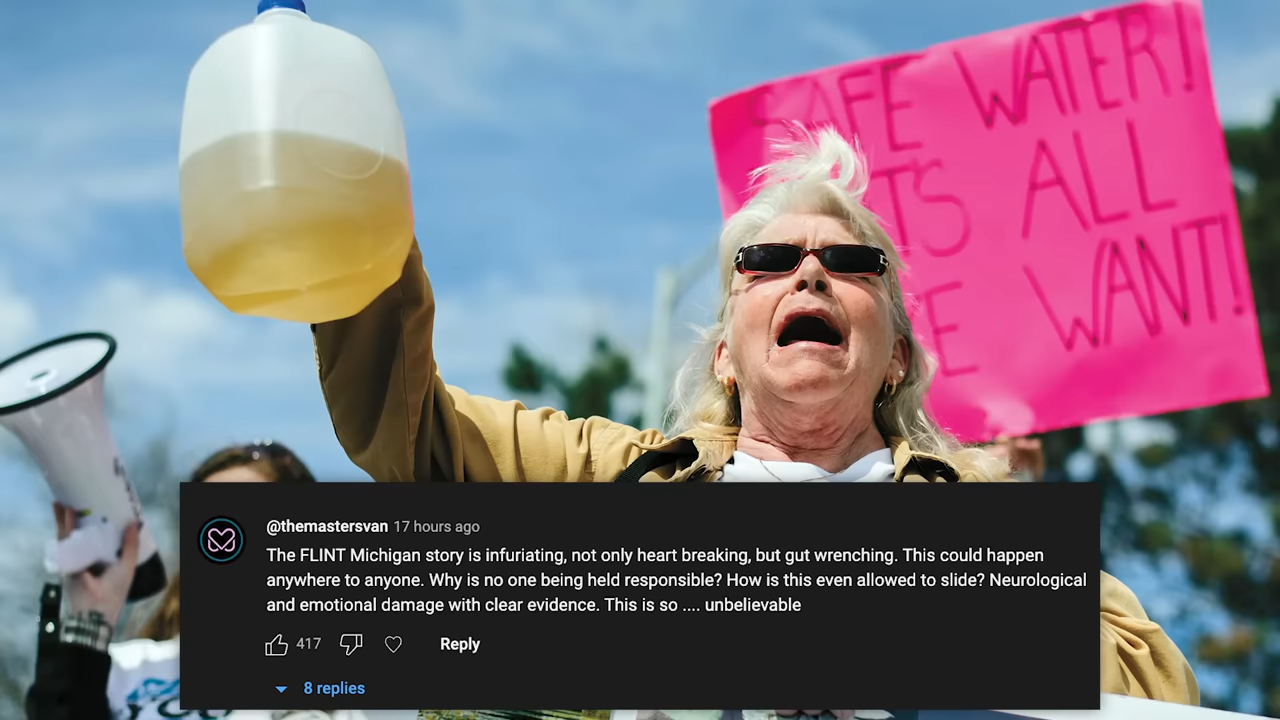 SAFE WATER!
T'S ALL
E WANT!
@themastersvan 17 hours ago
The FLINT Michigan story is infuriating, not only heart breaking, but gut wrenching. This could happen
anywhere to anyone. Why is no one being held responsible? How is this even allowed to slide? Neurological
and emotional damage with clear evidence. This is so .... unbelievable
417
Reply
8 replies